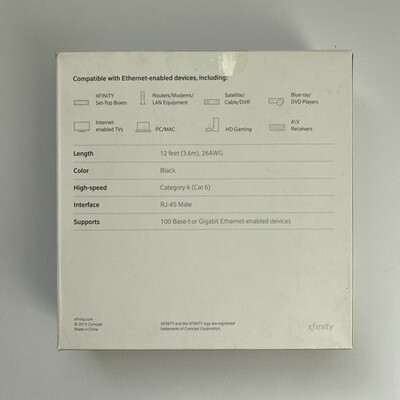 Compatible with Ethernet-enabled devices, including:
XFINITY
Set-Top Boxes
Routers/Modems/
LAN Equipment
Satellite/
Cable/DVR
Blue-ray/
DVD Players
Internet-
enabled TVs
PC/MAC
HD Gaming
A\V
Receivers
Length 12 feet (3.6m), 26AWG
Color Black
High-speed Category 6 (Cat 6)
Interface RJ-45 Male
Supports 100 Base-t or Gigabit Ethernet-enabled devices
xfinity.com
© 2015 Comcast
Made in China
XFINITY and the XFINITY logo are registered
trademarks of Comcast Corporation.
xfinity